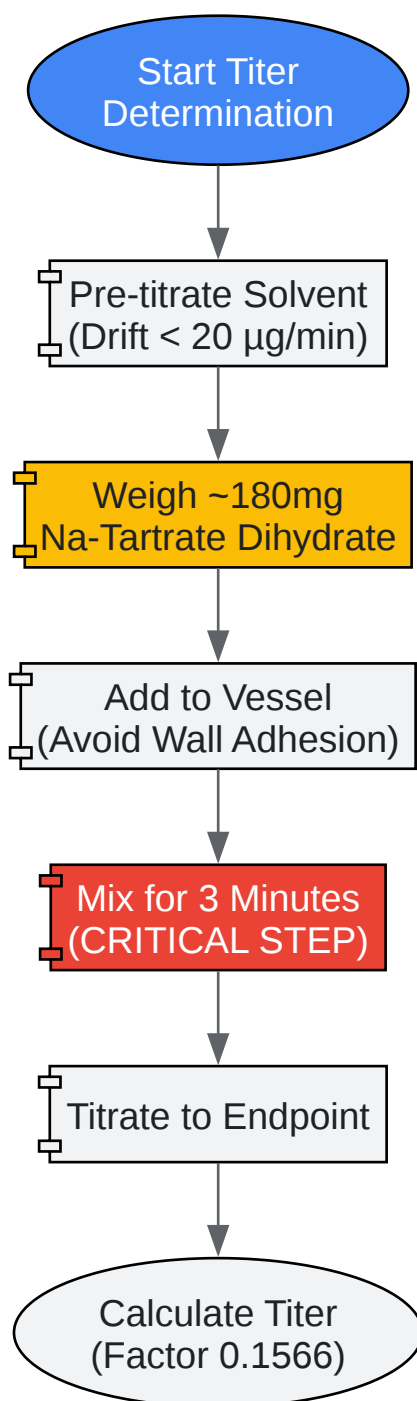 Start Titer
Determination
Pre-titrate Solvent
(Drift < 20 µg/min)
Weigh ~180mg
Na-Tartrate Dihydrate
Add to Vessel
(Avoid Wall Adhesion)
Mix for 3 Minutes
(CRITICAL STEP)
Titrate to Endpoint
Calculate Titer
(Factor 0.1566)